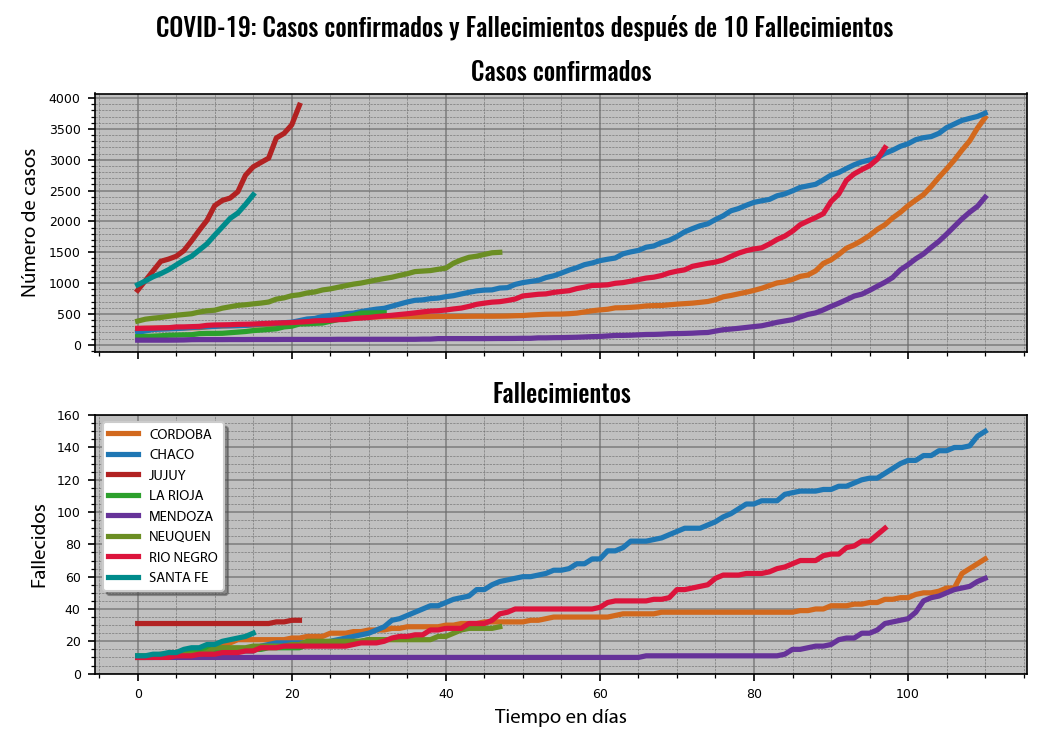 COVID-19: Casos confirmados y Fallecimientos después de 10 Fallecimientos
Casos confirmados
Número de casos
4000
3500
3000
2500
2000
1500
1000
500
0
Fallecimientos
Fallecidos
160
140
120
100
80
60
40
20
0
CORDOBA
CHACO
JUJUY
LA RIOJA
MENDOZA
NEUQUEN
RIO NEGRO
SANTA FE
0 20 40 60 80 100
Tiempo en días